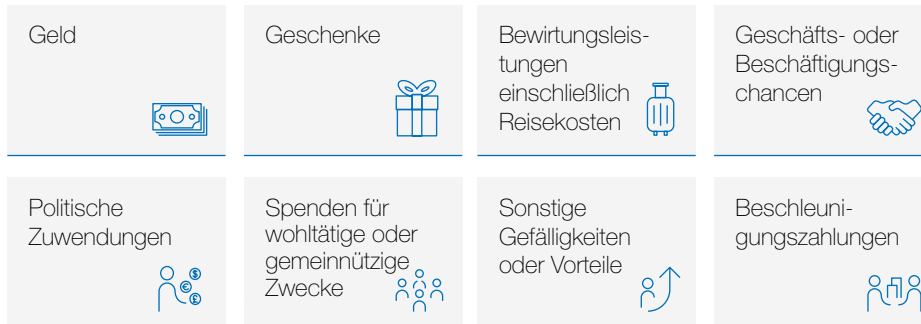 Geld
Geschenke
Bewirtungsleis-
tungen
einschließlich
Reisekosten
Geschäfts- oder
Beschäftigungs-
chancen
Politische
Zuwendungen
Spenden für
wohltätige oder
gemeinnützige
Zwecke
Sonstige
Gefälligkeiten
oder Vorteile
Beschleuni-
gungszahlungen
$
€
£